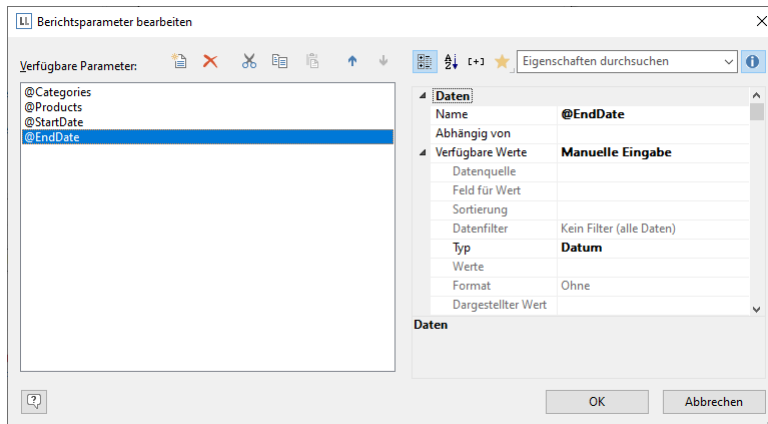 LL Berichtsparameter bearbeiten
Verfügbare Parameter:
@Categories
@Products
@StartDate
@EndDate
A Z [+] Eigenschaften durchsuchen
Daten
Name @EndDate
Abhängig von
Verfügbare Werte Manuelle Eingabe
Datenquelle
Feld für Wert
Sortierung
Datenfilter Kein Filter (alle Daten)
Typ Datum
Werte
Format Ohne
Dargestellter Wert
Daten
OK Abbrechen